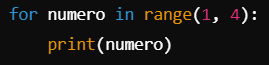 for numero in range(1, 4):
    print(numero)